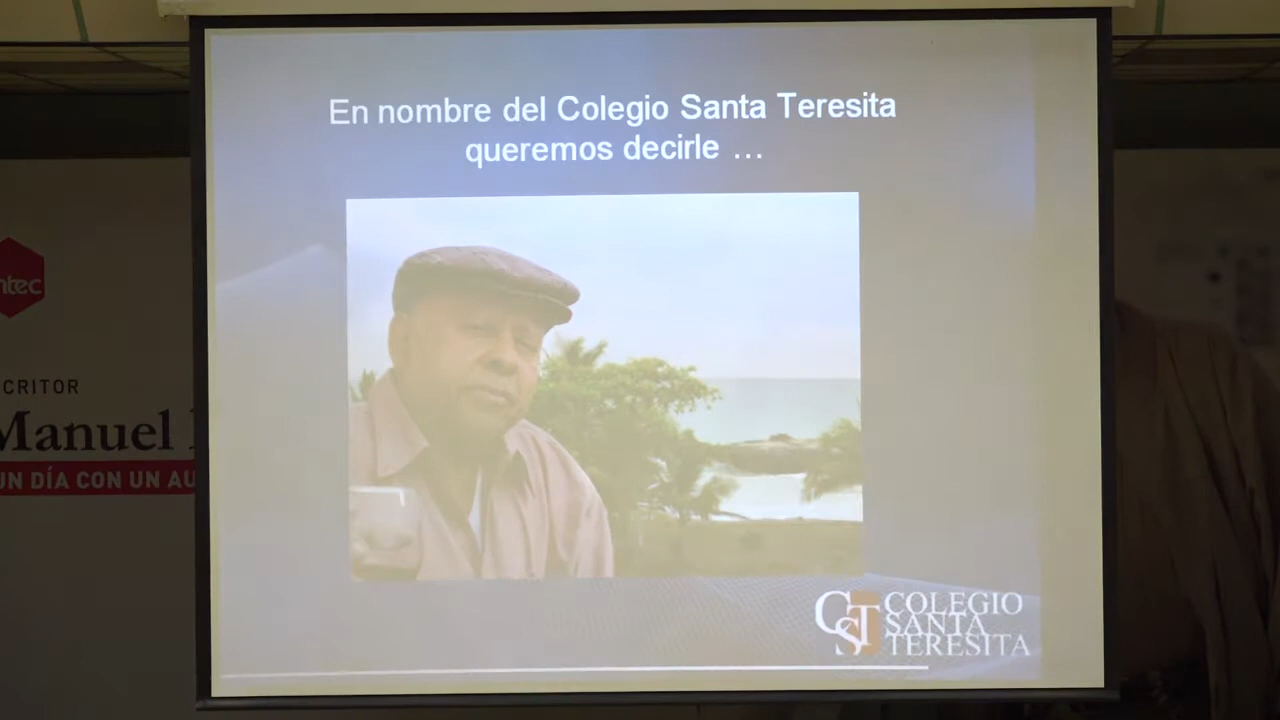 En nombre del Colegio Santa Teresita
queremos decirle ...
CST
COLEGIO
SANTA
TERESITA
ntec
CRITOR
Manuel
UN DÍA CON UN AU